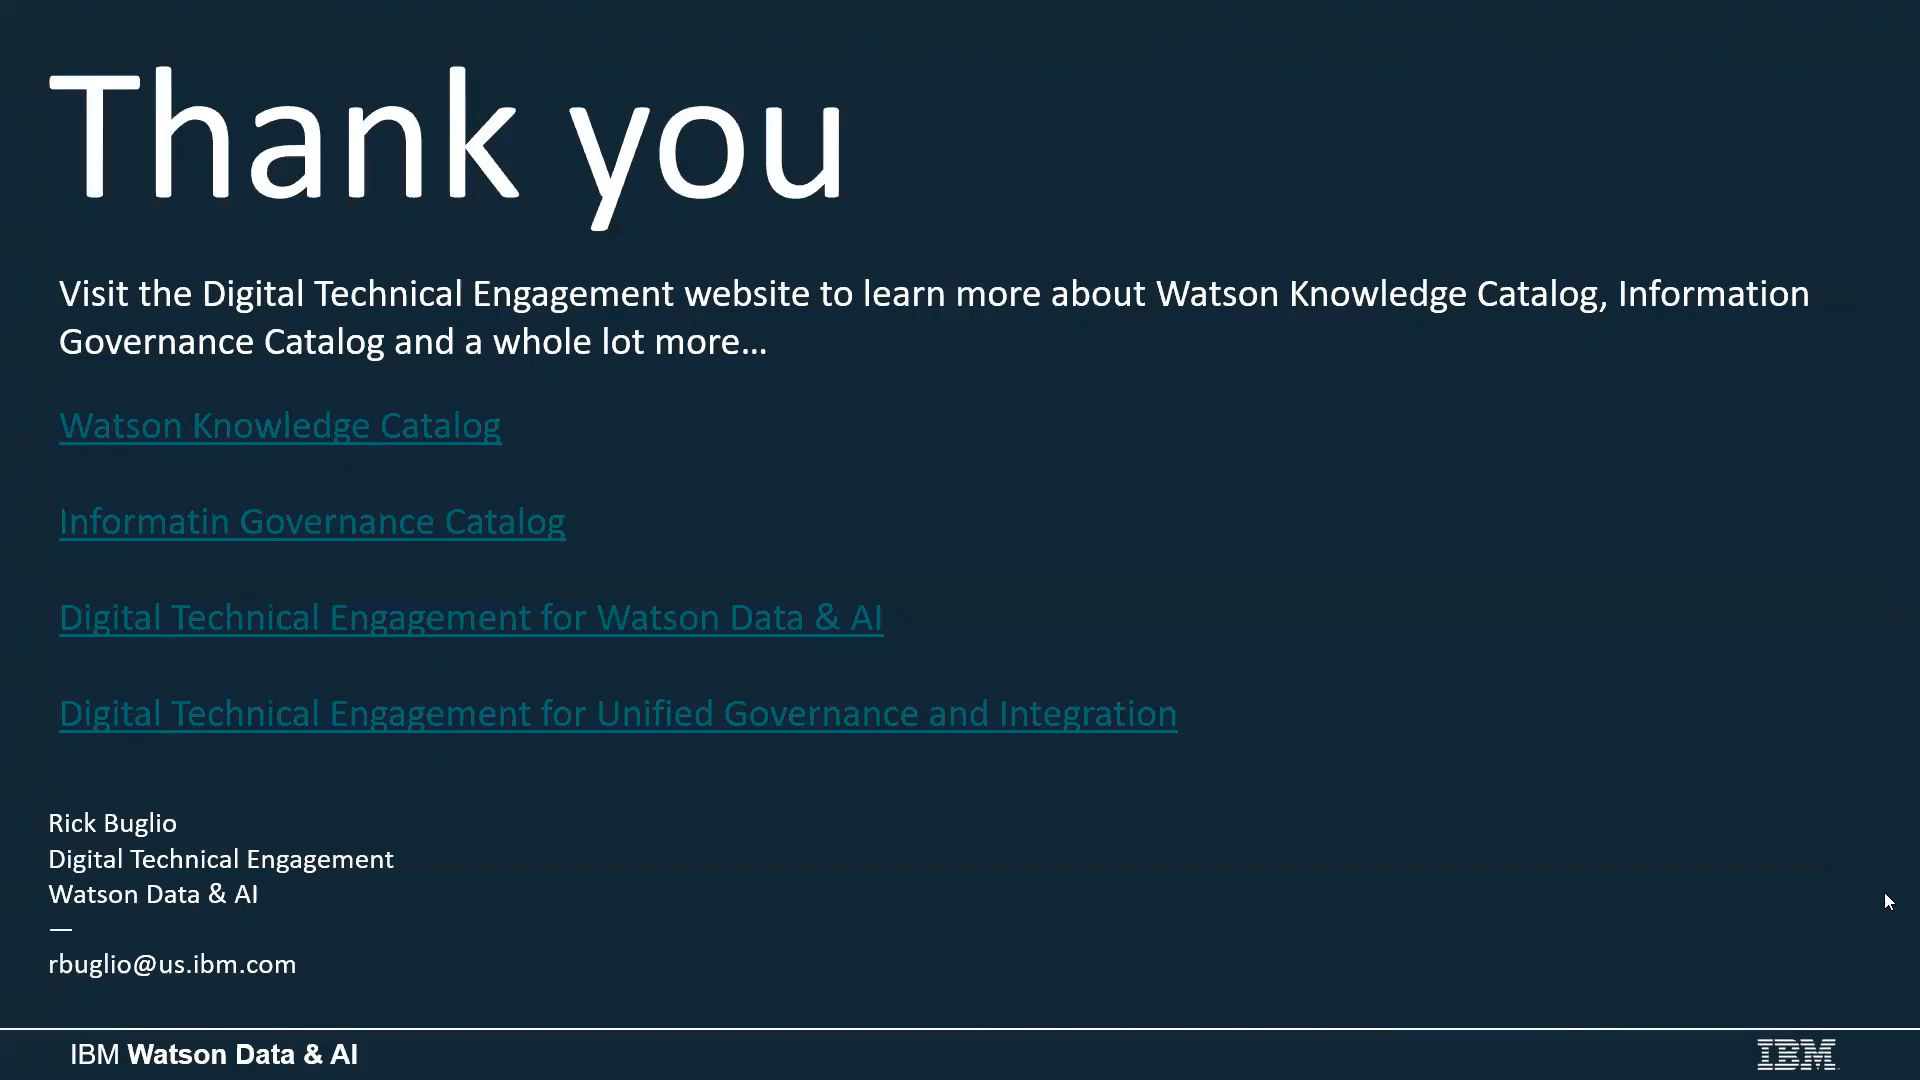 Thank you
Visit the Digital Technical Engagement website to learn more about Watson Knowledge Catalog, Information
Governance Catalog and a whole lot more…
Watson Knowledge Catalog
Informatin Governance Catalog
Digital Technical Engagement for Watson Data & AI
Digital Technical Engagement for Unified Governance and Integration
Rick Buglio
Digital Technical Engagement
Watson Data & AI
—
rbuglio@us.ibm.com
IBM Watson Data & AI
IBM